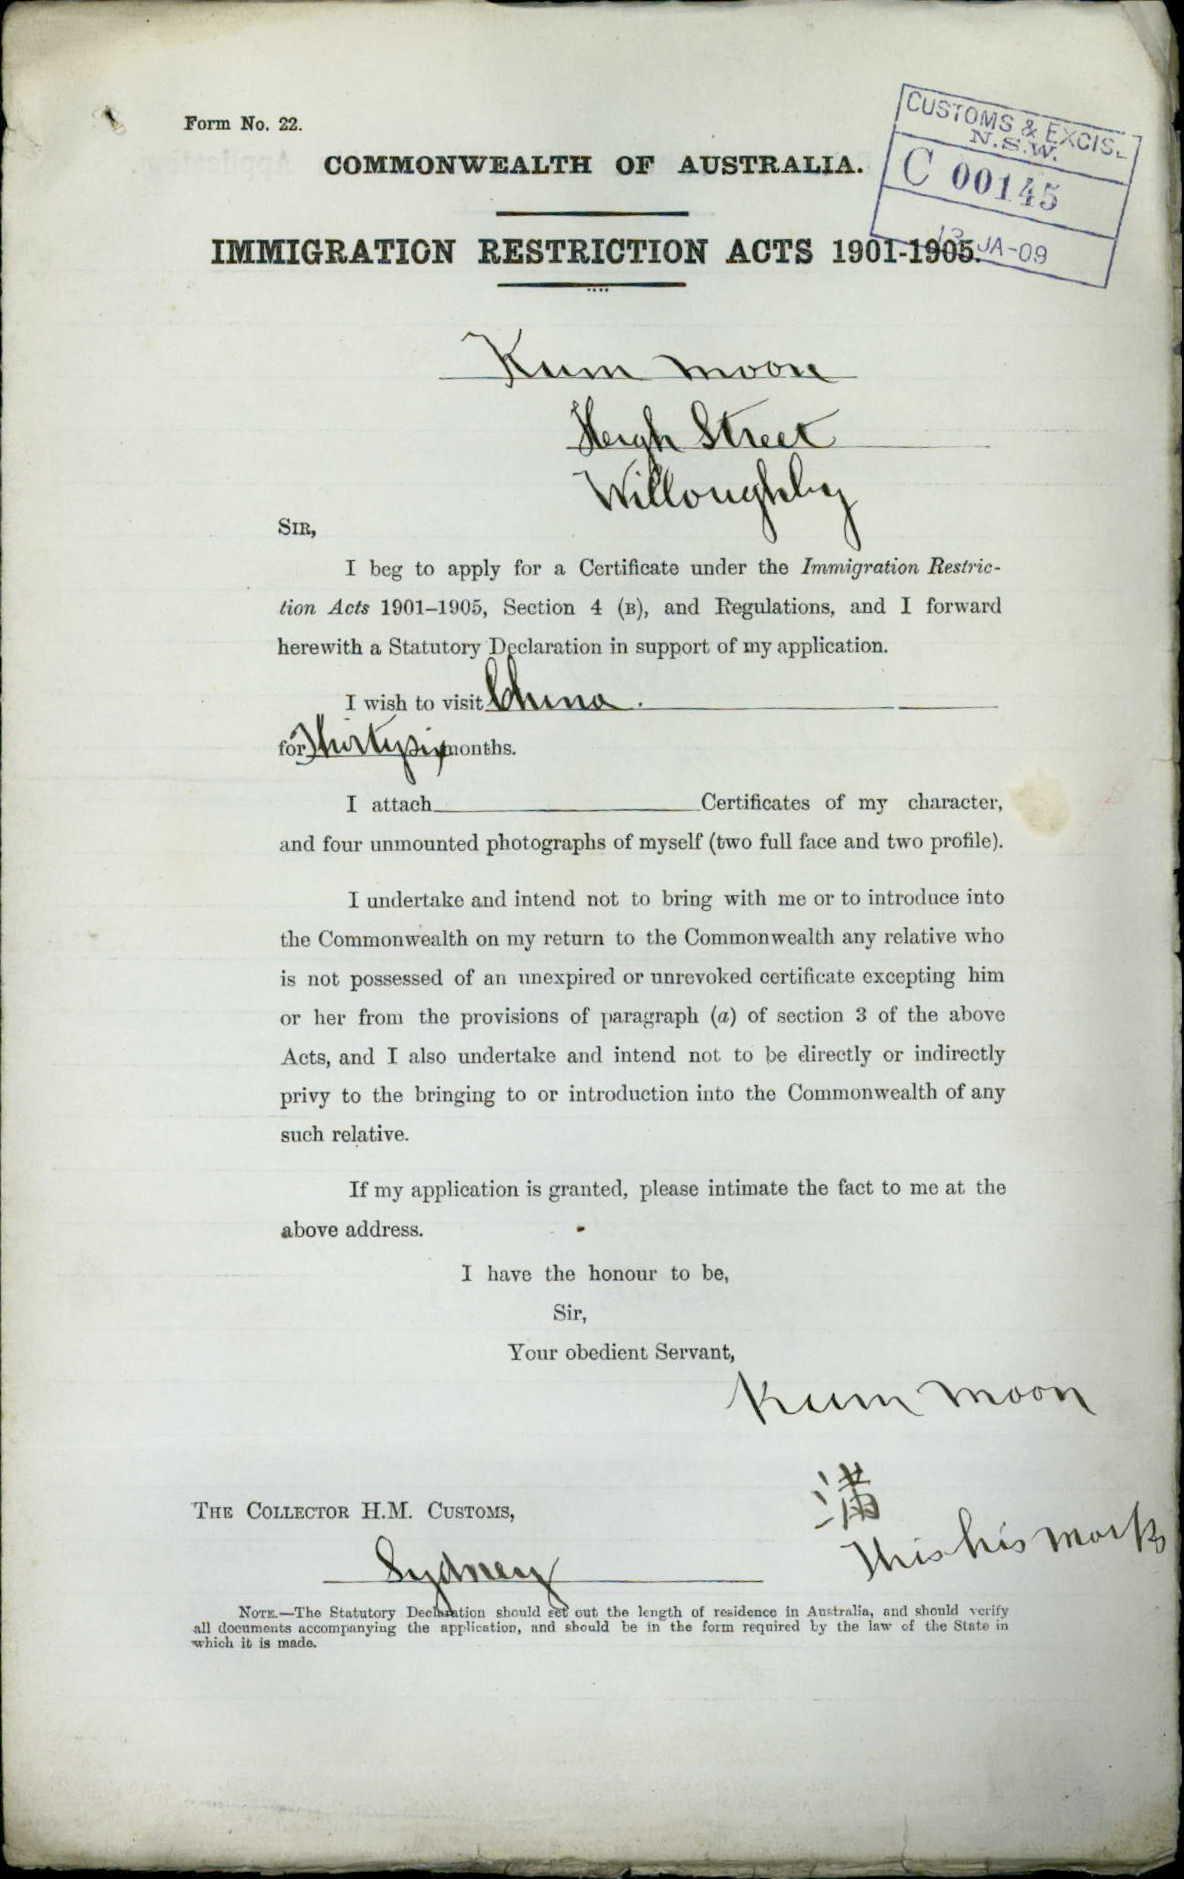 Form No. 22.
COMMONWEALTH OF AUSTRALIA.
CUSTOMS & EXCIS.
N.S.W.
C 00145
13 JA-09
IMMIGRATION RESTRICTION ACTS 1901-1905.
Kum moon
Heigh Street
Willoughby
SIR,
I beg to apply for a Certificate under the Immigration Restric-
tion Acts 1901–1905, Section 4 (B), and Regulations, and I forward
herewith a Statutory Declaration in support of my application.
I wish to visit China.
for Thirtysix months.
I attach Certificates of my character,
and four unmounted photographs of myself (two full face and two profile).
I undertake and intend not to bring with me or to introduce into
the Commonwealth on my return to the Commonwealth any relative who
is not possessed of an unexpired or unrevoked certificate excepting him
or her from the provisions of paragraph (a) of section 3 of the above
Acts, and I also undertake and intend not to be directly or indirectly
privy to the bringing to or introduction into the Commonwealth of any
such relative.
If my application is granted, please intimate the fact to me at the
above address.
I have the honour to be,
Sir,
Your obedient Servant,
Kum moon
满
This his mark
THE COLLECTOR H.M. CUSTOMS,
Sydney
NOTE.—The Statutory Declaration should set out the length of residence in Australia, and should verify
all documents accompanying the application, and should be in the form required by the law of the State in
which it is made.